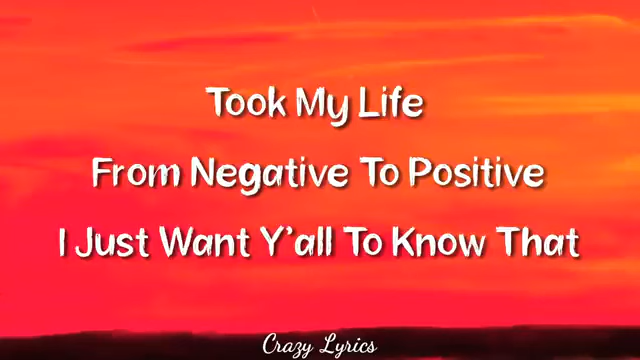 Took My Life
From Negative To Positive
I Just Want Y'all To Know That
Crazy Lyrics